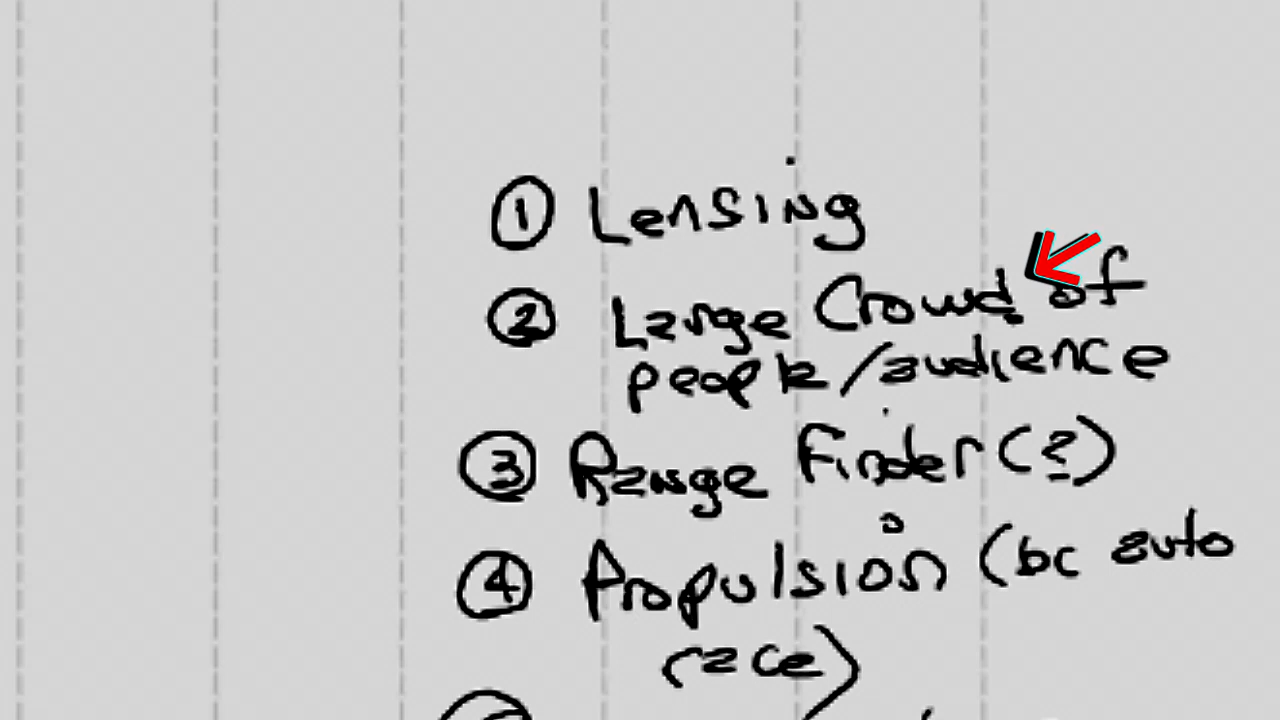 ① Lensing
② Large Crowd of
people/audience
③ Range Finder (?)
④ Propulsion (bc auto
race)